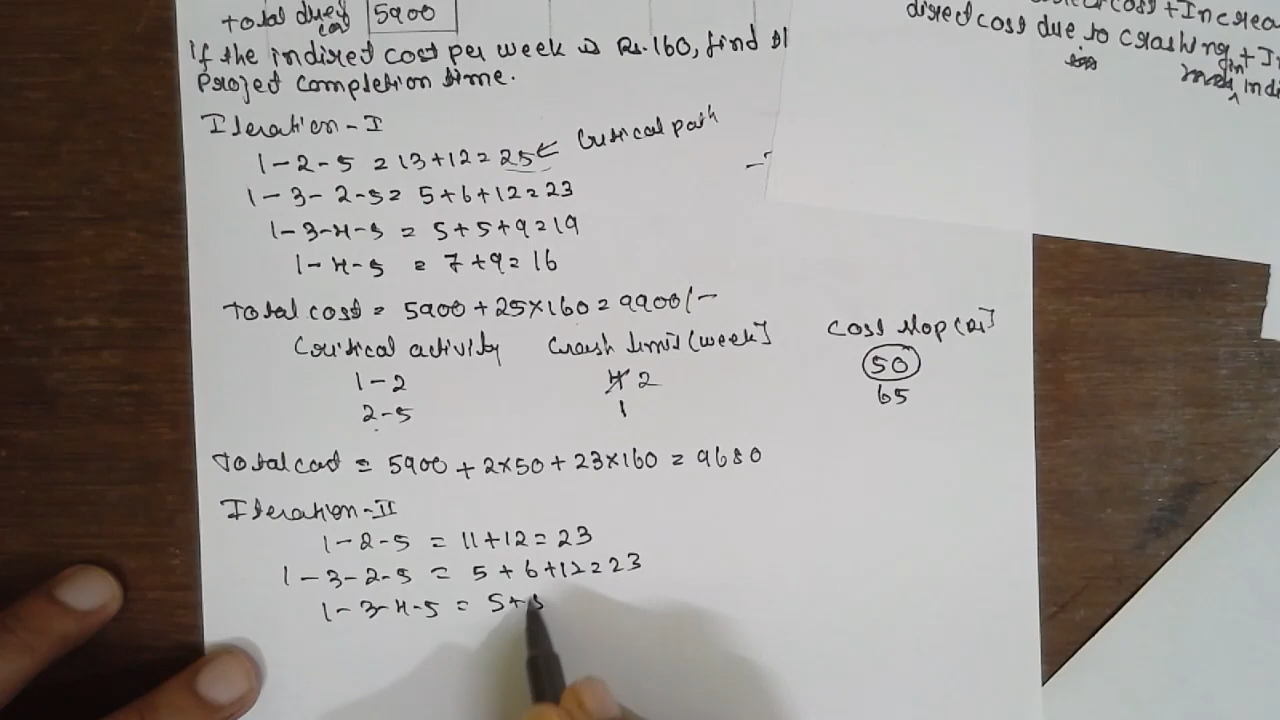 total direct cost 5900
If the indirect cost per week is Rs. 160, find
Project completion time.
Iteration - I
1-2-5 = 13+12 = 25 ← Critical path
1-3-2-5 = 5+6+12 = 23
1-3-4-5 = 5+5+9 = 19
1-4-5 = 7+9 = 16
Total cost = 5900 + 25×160 = 9900/-
Critical activity Crash limit (week) Cost slope (Rs)
1-2 4 2 50
2-5 1 65
Total cost = 5900 + 2×50 + 23×160 = 9680
Iteration - II
1-2-5 = 11+12 = 23
1-3-2-5 = 5+6+12 = 23
1-3-4-5 = 5+5
cost + Increa
direct cost due to crashing + I
in indi